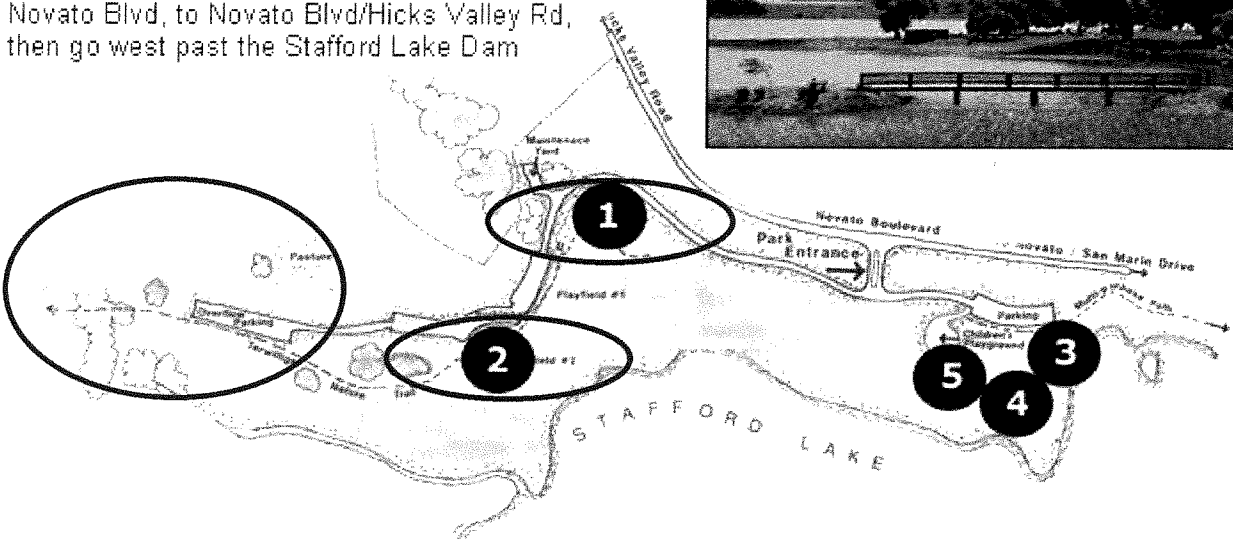 Novato Blvd, to Novato Blvd/Hicks Valley Rd,
then go west past the Stafford Lake Dam
Valley Road
Maintenance
Yard
1
Novato Boulevard
Novato / San Marin Drive
Park
Entrance
Pasture
Playfield #1
Parking
Overflow
Parking
Children's
Playground
2
3
5
4
Trail
STAFFORD LAKE